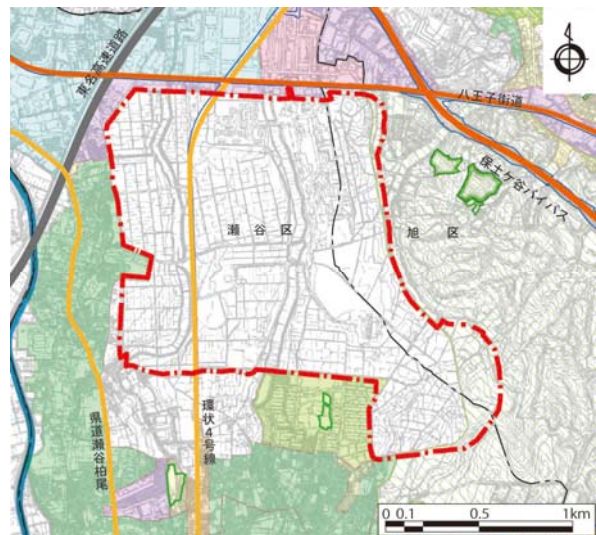 東名高速道路
八王子街道
保土ケ谷バイパス
瀬谷区
旭区
県道瀬谷柏尾
環状4号線
0 0.1 0.5 1km